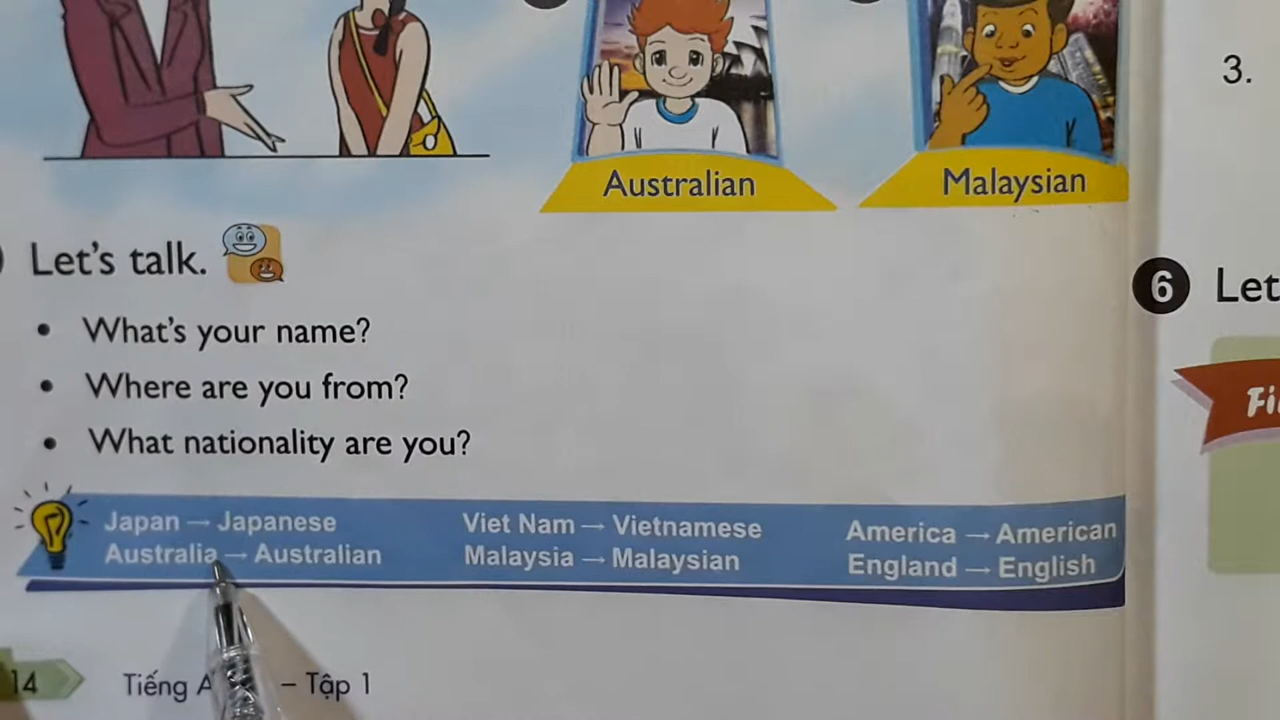 Australian
Malaysian
3.
Let's talk.
• What's your name?
• Where are you from?
• What nationality are you?
Japan → Japanese
Australia → Australian
Viet Nam → Vietnamese
Malaysia → Malaysian
America → American
England → English
14
Tiếng – Tập 1
6 Let